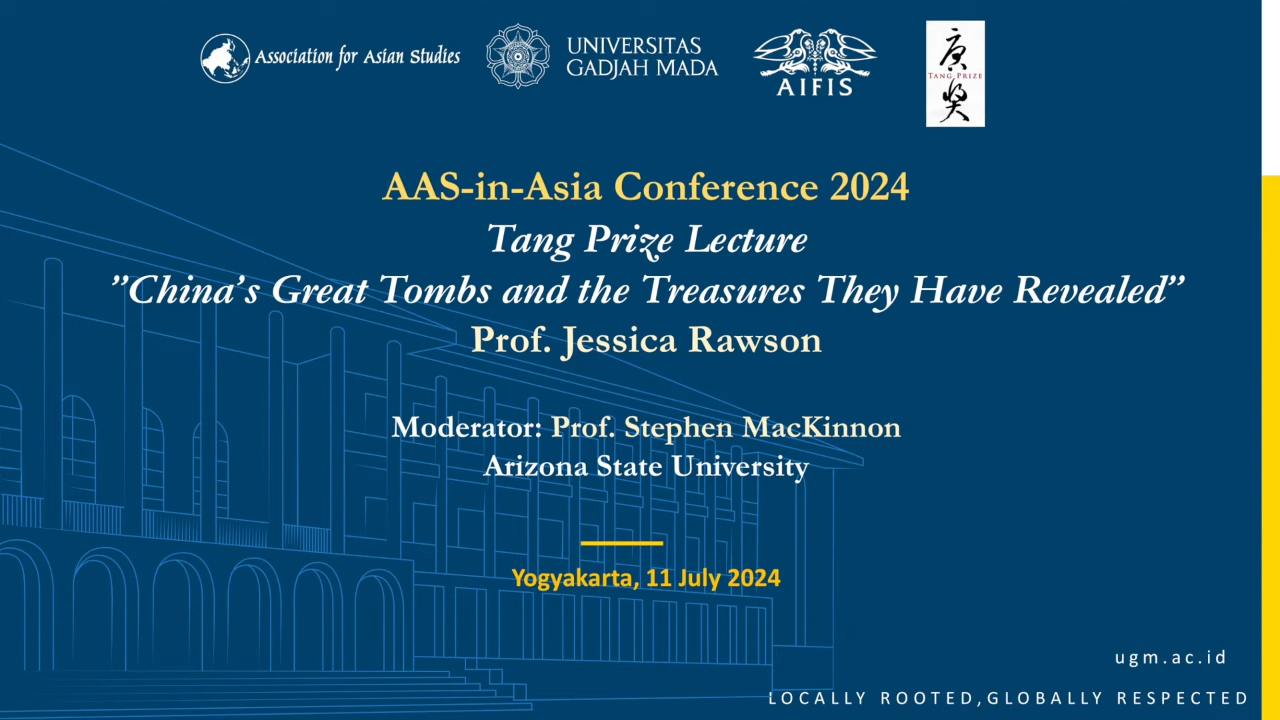 Association for Asian Studies
UNIVERSITAS
GADJAH MADA
AIFIS
唐
TANG PRIZE
奖
AAS-in-Asia Conference 2024
Tang Prize Lecture
”China’s Great Tombs and the Treasures They Have Revealed”
Prof. Jessica Rawson
Moderator: Prof. Stephen MacKinnon
Arizona State University
Yogyakarta, 11 July 2024
ugm.ac.id
LOCALLY ROOTED,GLOBALLY RESPECTED